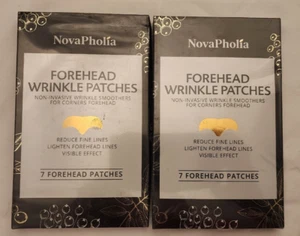 NovaPholia
FOREHEAD
WRINKLE PATCHES
NON-INVASIVE WRINKLE SMOOTHERS
FOR CORNERS FOREHEAD
REDUCE FINE LINES
LIGHTEN FOREHEAD LINES
VISIBLE EFFECT
7 FOREHEAD PATCHES
NovaPholia
FOREHEAD
WRINKLE PATCHES
NON-INVASIVE WRINKLE SMOOTHERS
FOR CORNERS FOREHEAD
REDUCE FINE LINES
LIGHTEN FOREHEAD LINES
VISIBLE EFFECT
7 FOREHEAD PATCHES